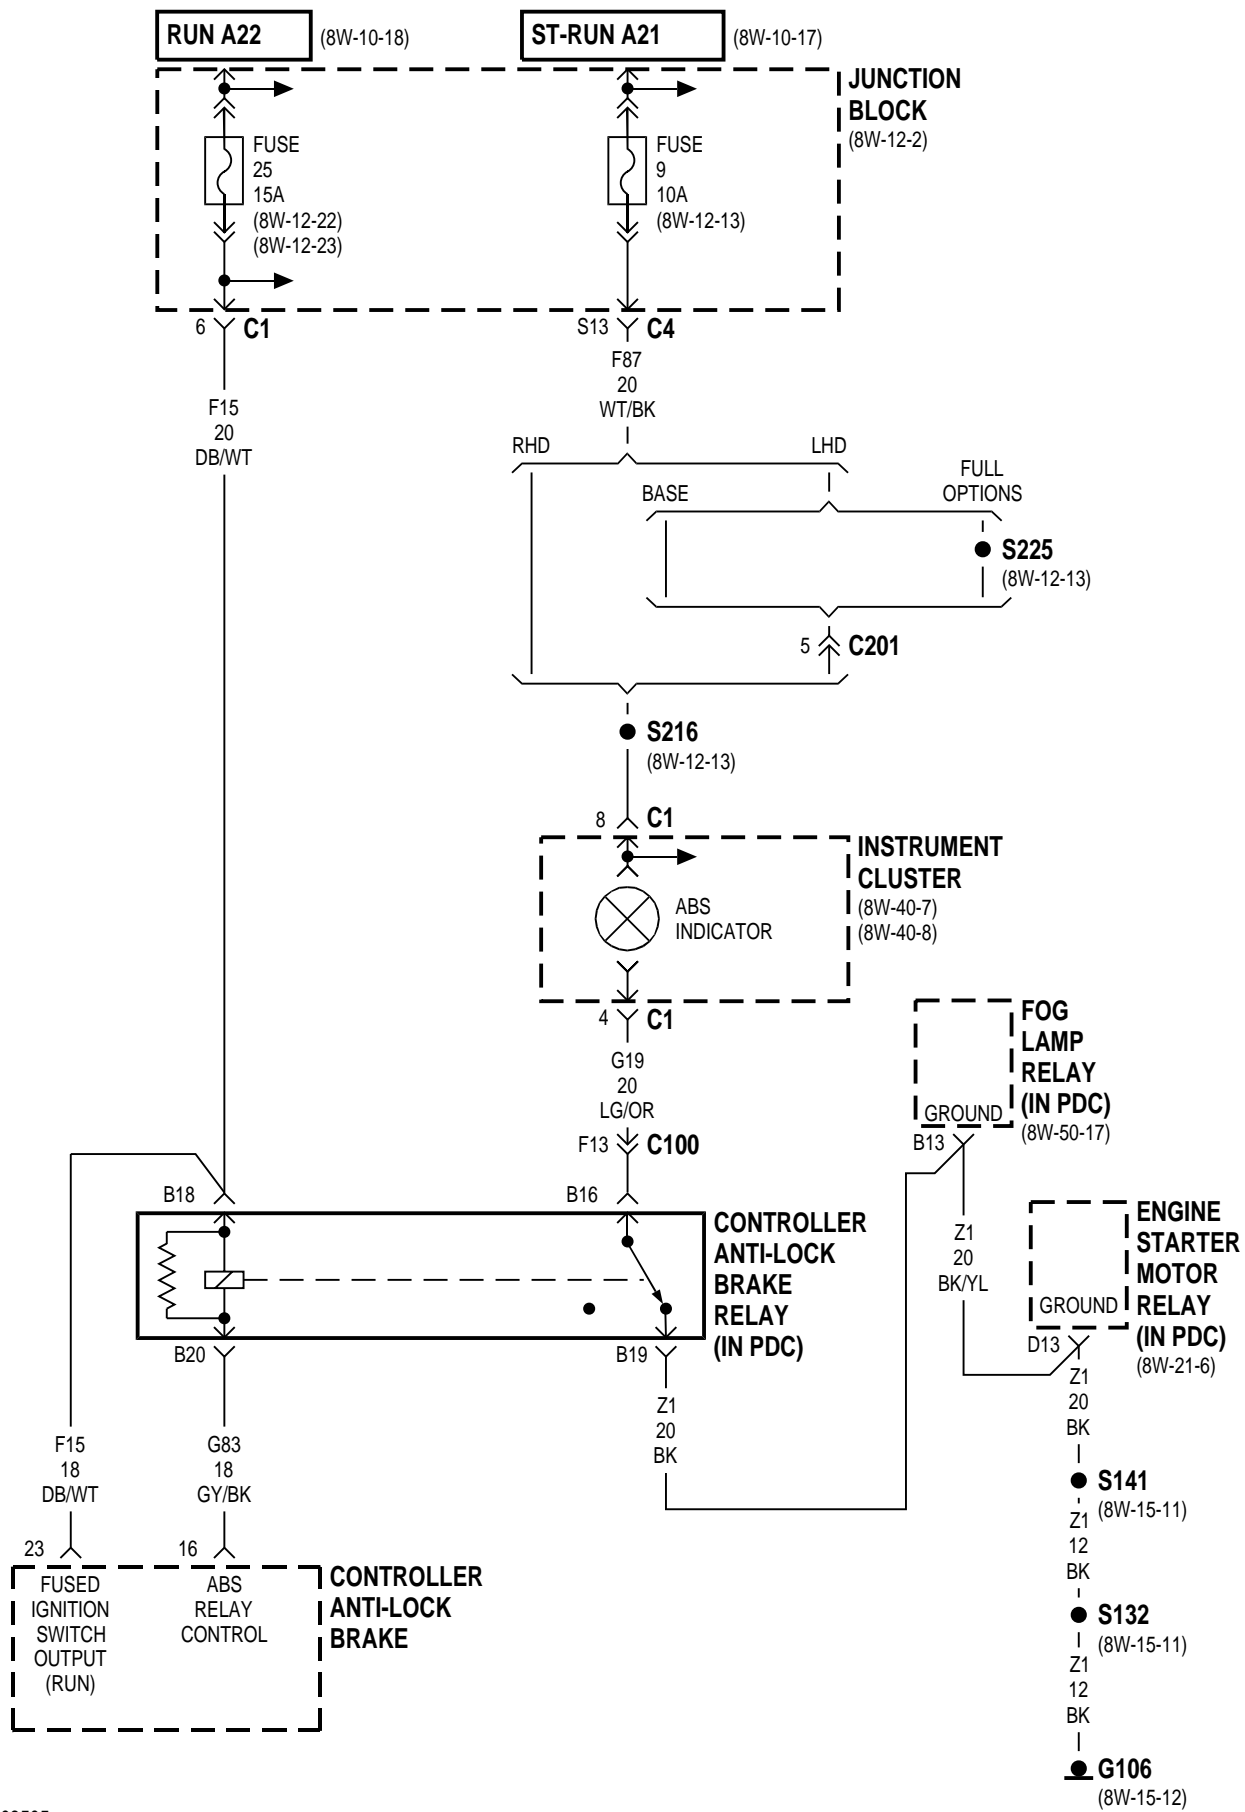 RUN A22 (8W-10-18)
ST-RUN A21 (8W-10-17)
JUNCTION
BLOCK
(8W-12-2)
FUSE
25
15A
(8W-12-22)
(8W-12-23)
FUSE
9
10A
(8W-12-13)
6 C1
S13 C4
F87
20
WT/BK
F15
20
DB/WT
RHD
LHD
BASE
FULL
OPTIONS
S225
(8W-12-13)
5 C201
S216
(8W-12-13)
8 C1
INSTRUMENT
CLUSTER
(8W-40-7)
(8W-40-8)
ABS
INDICATOR
4 C1
G19
20
LG/OR
F13 C100
FOG
LAMP
RELAY
(IN PDC)
(8W-50-17)
GROUND
B13
B18
B16
CONTROLLER
ANTI-LOCK
BRAKE
RELAY
(IN PDC)
Z1
20
BK/YL
ENGINE
STARTER
MOTOR
RELAY
(IN PDC)
(8W-21-6)
GROUND
D13
B20
B19
Z1
20
BK
Z1
20
BK
F15
18
DB/WT
G83
18
GY/BK
S141
(8W-15-11)
Z1
12
BK
23
16
FUSED
IGNITION
SWITCH
OUTPUT
(RUN)
ABS
RELAY
CONTROL
CONTROLLER
ANTI-LOCK
BRAKE
S132
(8W-15-11)
Z1
12
BK
G106
(8W-15-12)